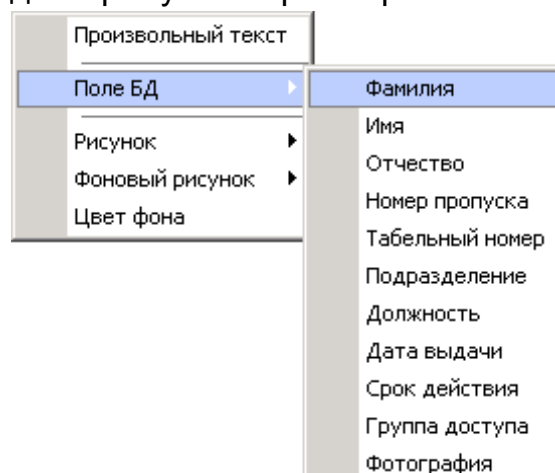 Произвольный текст
Поле БД
Рисунок
Фоновый рисунок
Цвет фона
Фамилия
Имя
Отчество
Номер пропуска
Табельный номер
Подразделение
Должность
Дата выдачи
Срок действия
Группа доступа
Фотография